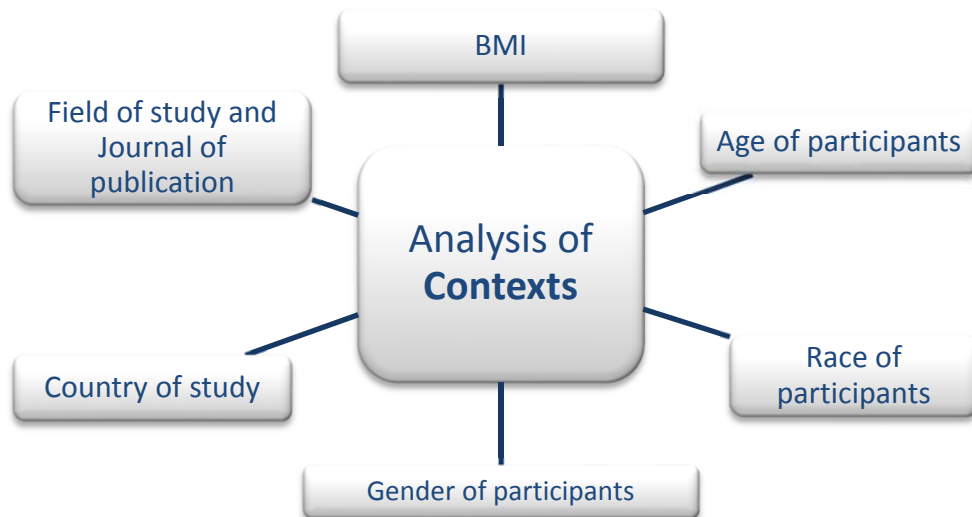 BMI
Field of study and
Journal of
publication
Age of participants
Analysis of
Contexts
Country of study
Race of
participants
Gender of participants